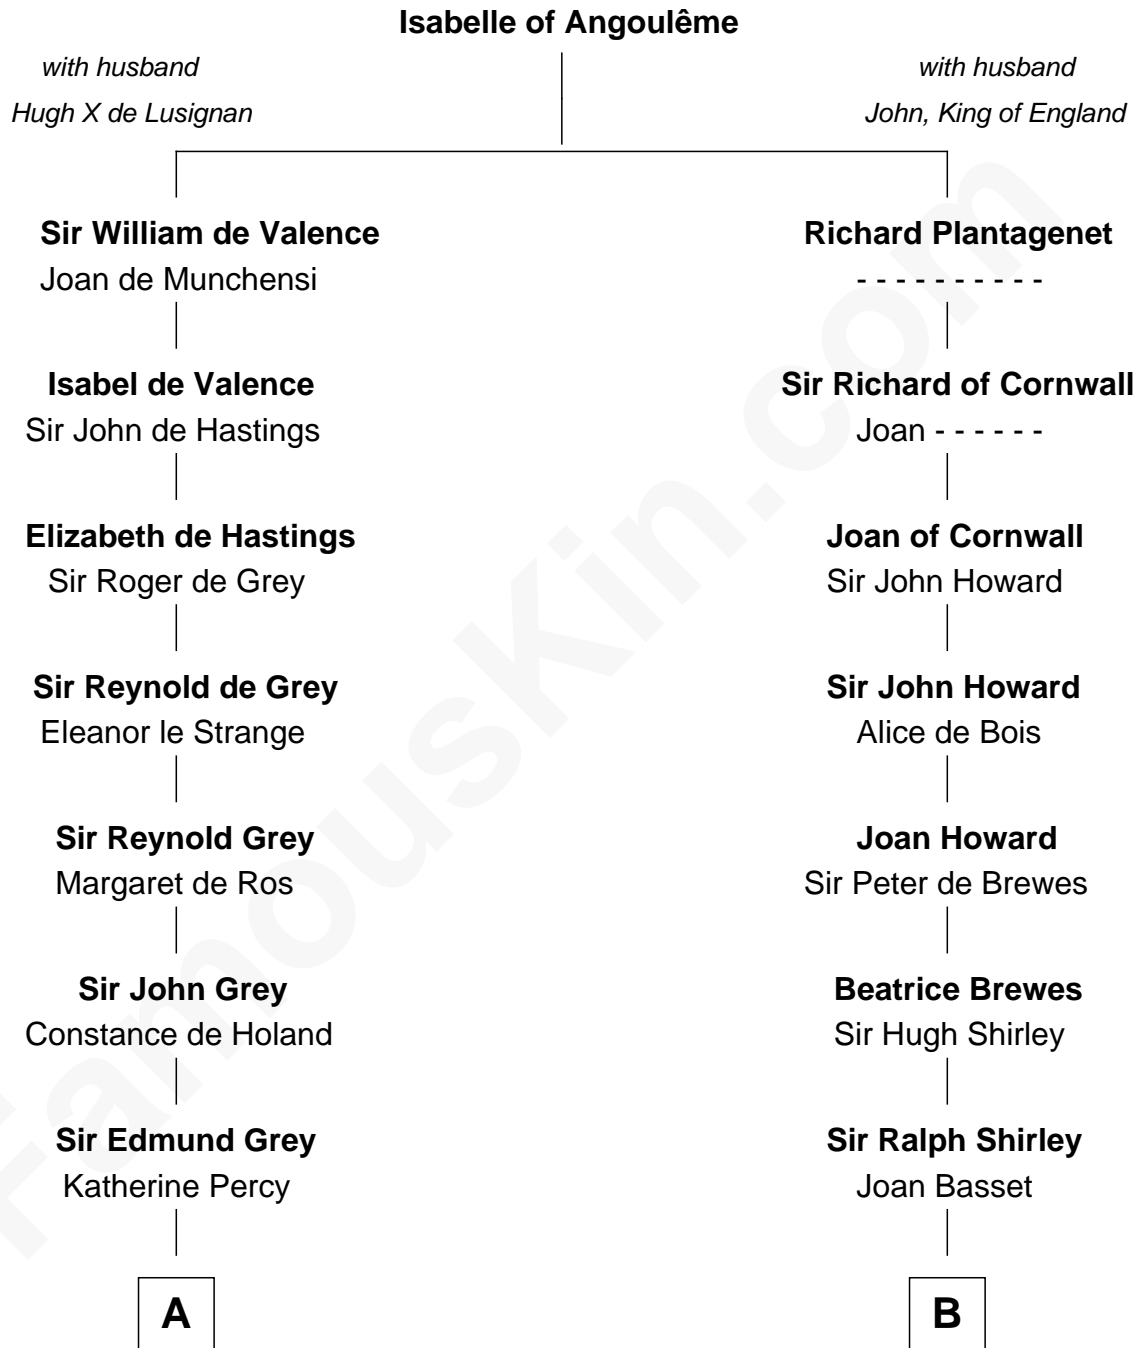 Isabelle of Angoulême
with husband
Hugh X de Lusignan
with husband
John, King of England
Sir William de Valence
Joan de Munchensi
Richard Plantagenet
- - - - - - - - - -
Isabel de Valence
Sir John de Hastings
Sir Richard of Cornwall
Joan - - - - - -
Elizabeth de Hastings
Sir Roger de Grey
Joan of Cornwall
Sir John Howard
Sir Reynold de Grey
Eleanor le Strange
Sir John Howard
Alice de Bois
Sir Reynold Grey
Margaret de Ros
Joan Howard
Sir Peter de Brewes
Sir John Grey
Constance de Holand
Beatrice Brewes
Sir Hugh Shirley
Sir Edmund Grey
Katherine Percy
Sir Ralph Shirley
Joan Basset
A
B
FamousKin.com